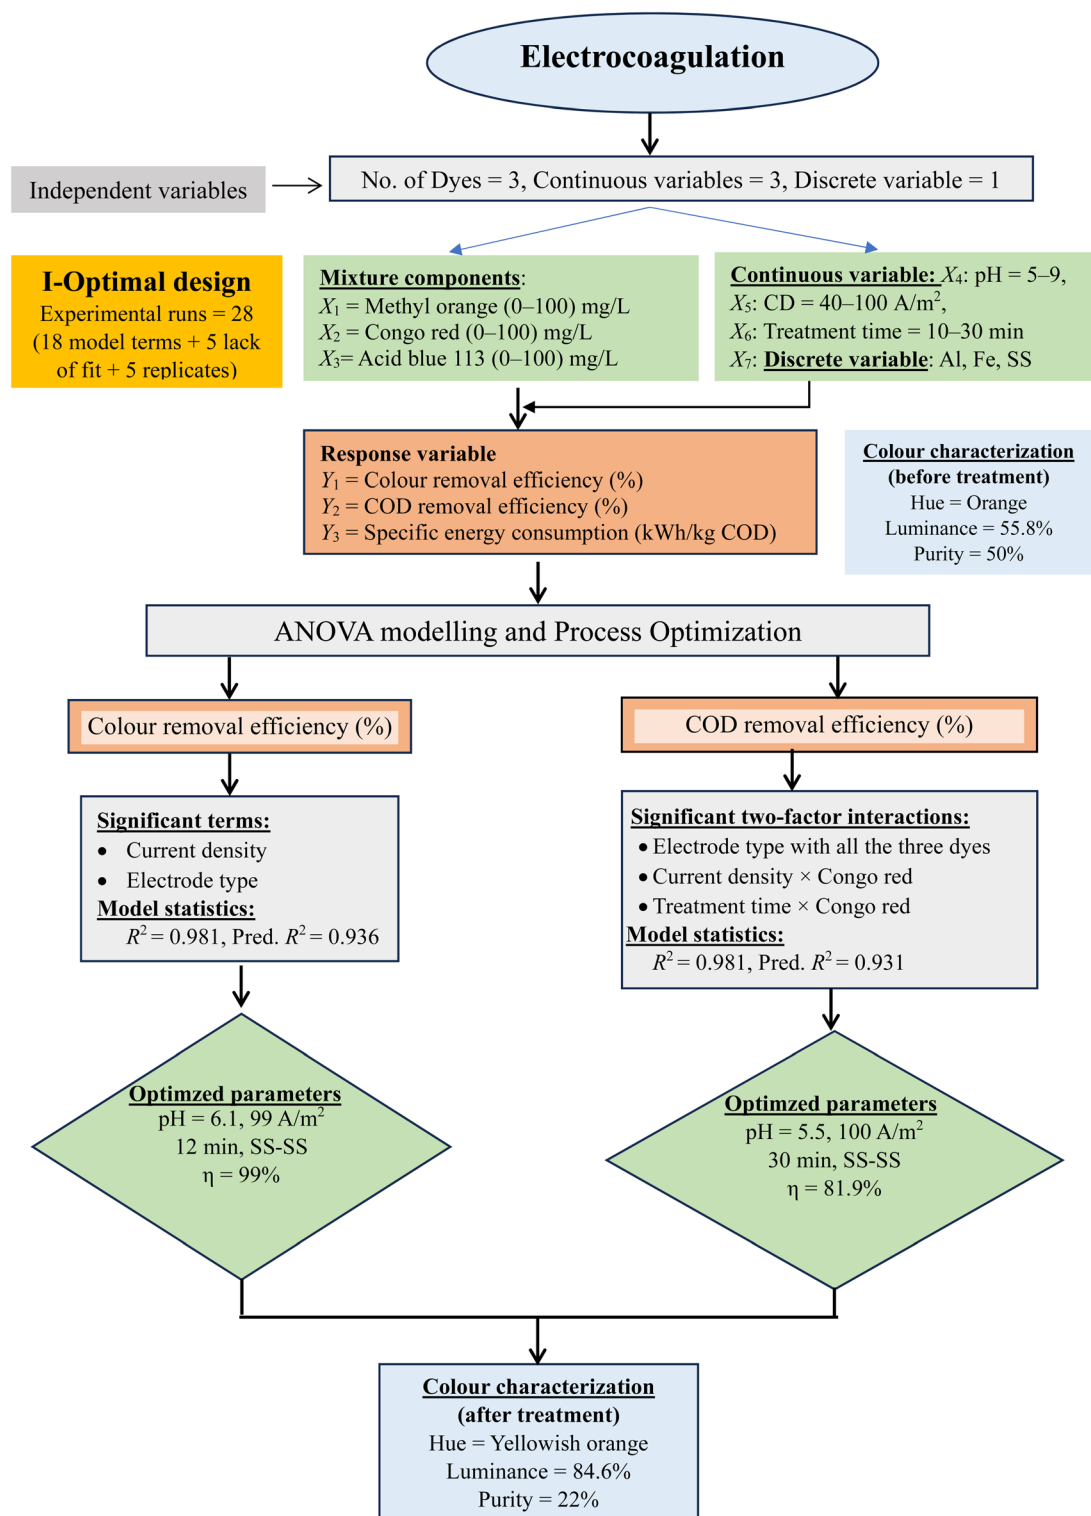 Electrocoagulation
Independent variables
No. of Dyes = 3, Continuous variables = 3, Discrete variable = 1
I-Optimal design
Experimental runs = 28
(18 model terms + 5 lack
of fit + 5 replicates)
Mixture components:
X₁ = Methyl orange (0–100) mg/L
X₂ = Congo red (0–100) mg/L
X₃= Acid blue 113 (0–100) mg/L
Continuous variable: X₄: pH = 5–9,
X₅: CD = 40–100 A/m²,
X₆: Treatment time = 10–30 min
X₇: Discrete variable: Al, Fe, SS
Response variable
Y₁ = Colour removal efficiency (%)
Y₂ = COD removal efficiency (%)
Y₃ = Specific energy consumption (kWh/kg COD)
Colour characterization
(before treatment)
Hue = Orange
Luminance = 55.8%
Purity = 50%
ANOVA modelling and Process Optimization
Colour removal efficiency (%)
COD removal efficiency (%)
Significant terms:
• Current density
• Electrode type
Model statistics:
R² = 0.981, Pred. R² = 0.936
Significant two-factor interactions:
• Electrode type with all the three dyes
• Current density × Congo red
• Treatment time × Congo red
Model statistics:
R² = 0.981, Pred. R² = 0.931
Optimzed parameters
pH = 6.1, 99 A/m²
12 min, SS-SS
η = 99%
Optimzed parameters
pH = 5.5, 100 A/m²
30 min, SS-SS
η = 81.9%
Colour characterization
(after treatment)
Hue = Yellowish orange
Luminance = 84.6%
Purity = 22%